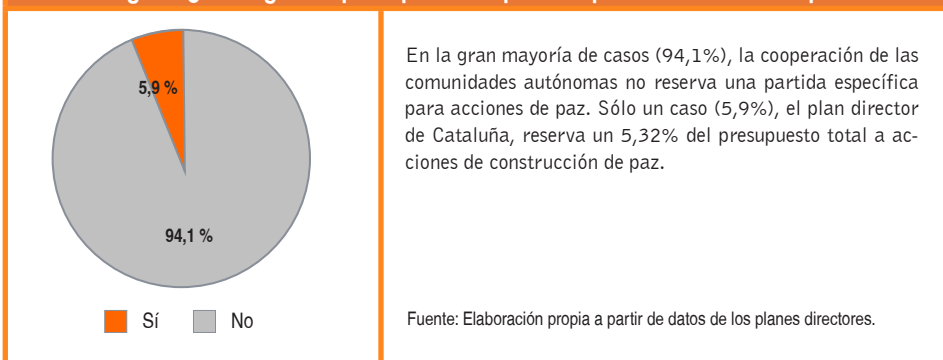 5,9 %
94,1 %
Sí No
En la gran mayoría de casos (94,1%), la cooperación de las
comunidades autónomas no reserva una partida específica
para acciones de paz. Sólo un caso (5,9%), el plan director
de Cataluña, reserva un 5,32% del presupuesto total a ac-
ciones de construcción de paz.
Fuente: Elaboración propia a partir de datos de los planes directores.